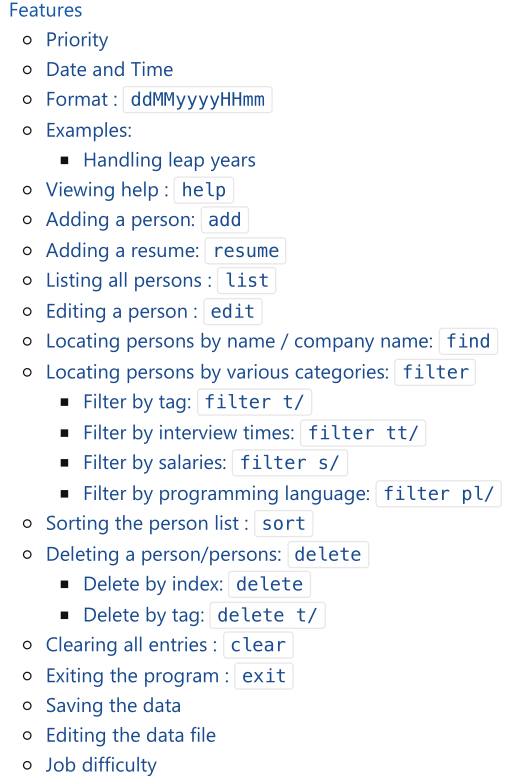 Features
Priority
Date and Time
Format : ddMMyyyyHHmm
Examples:
Handling leap years
Viewing help : help
Adding a person: add
Adding a resume: resume
Listing all persons : list
Editing a person : edit
Locating persons by name / company name: find
Locating persons by various categories: filter
Filter by tag: filter t/
Filter by interview times: filter tt/
Filter by salaries: filter s/
Filter by programming language: filter pl/
Sorting the person list : sort
Deleting a person/persons: delete
Delete by index: delete
Delete by tag: delete t/
Clearing all entries : clear
Exiting the program : exit
Saving the data
Editing the data file
Job difficulty